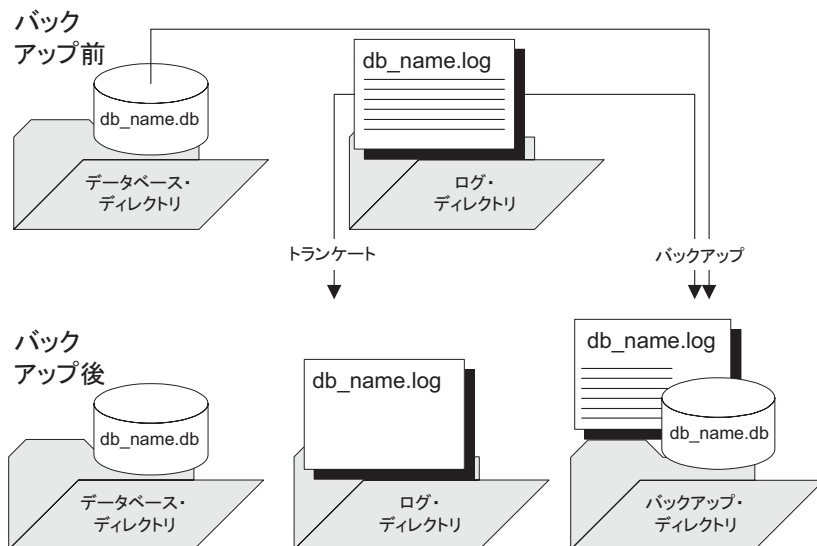 バック
アップ前
db_name.db
データベース・
ディレクトリ
db_name.log
ログ・
ディレクトリ
トランケート
バックアップ
バック
アップ後
db_name.db
データベース・
ディレクトリ
db_name.log
ログ・
ディレクトリ
db_name.log
db_name.db
バックアップ・
ディレクトリ